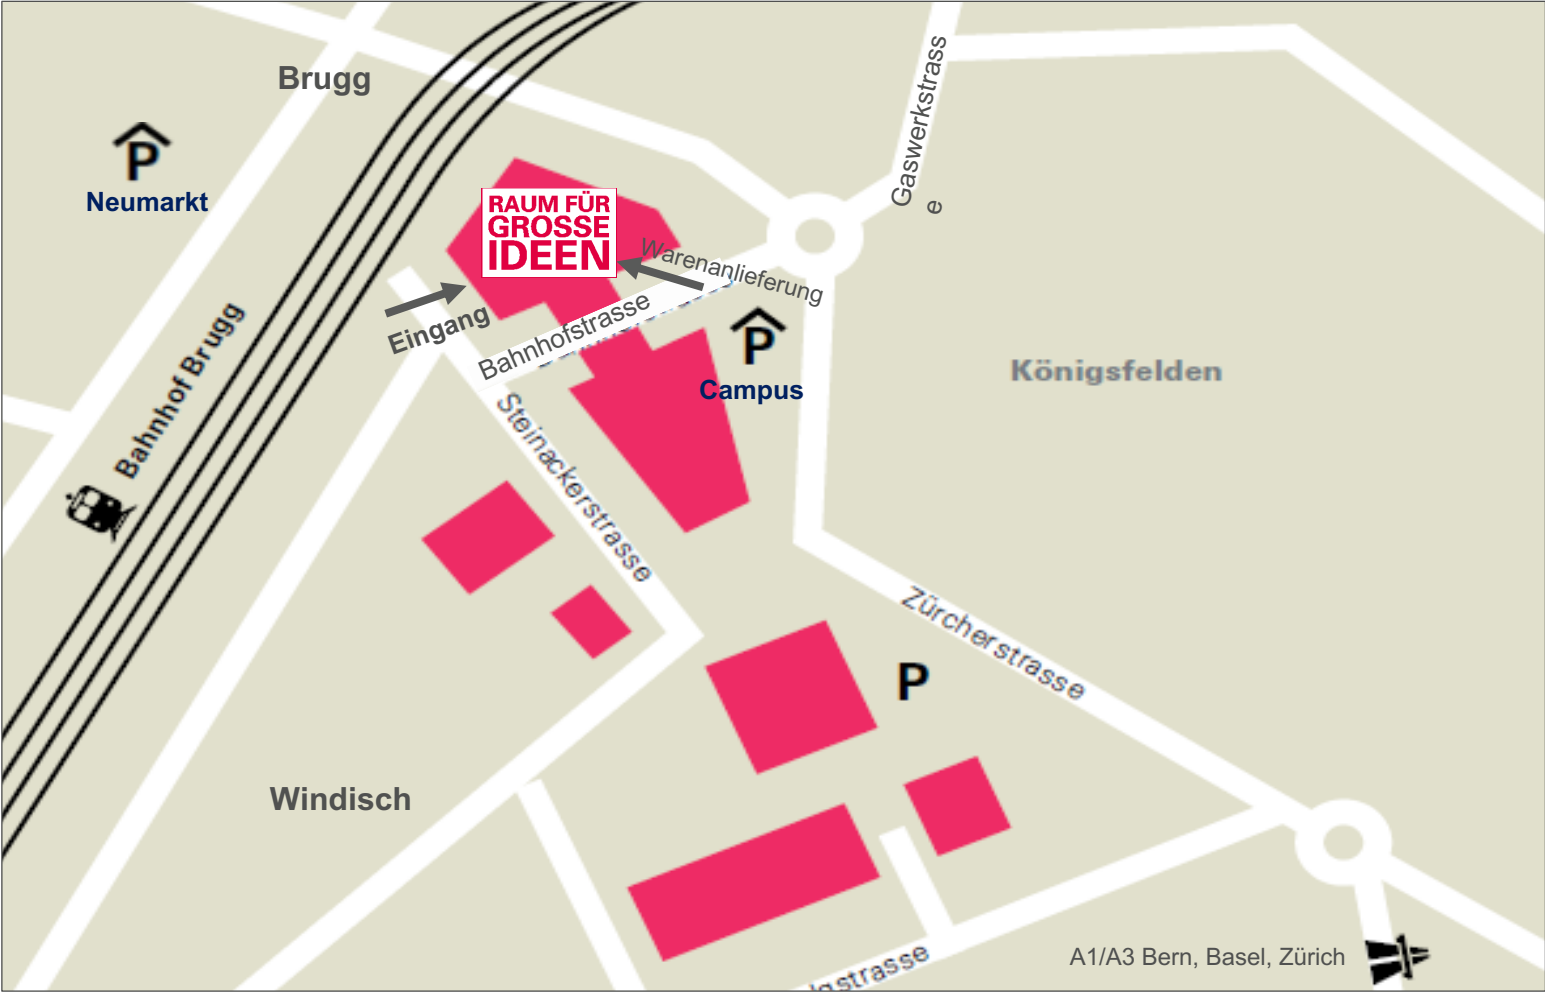 Brugg
Gaswerkstrass
e
P
Neumarkt
RAUM FÜR
GROSSE
IDEEN
Warenanlieferung
Eingang
Bahnhofstrasse
Bahnhof Brugg
P
Campus
Königsfelden
Steinackerstrasse
Zürcherstrasse
P
Windisch
A1/A3 Bern, Basel, Zürich